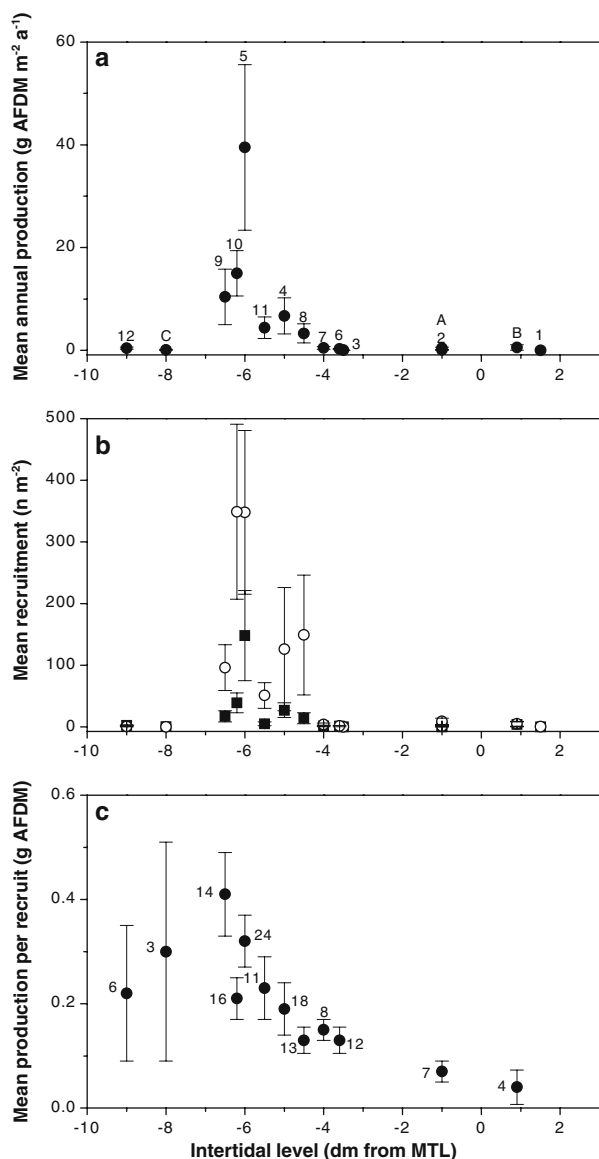 a
Mean annual production (g AFDM m⁻² a⁻¹)
60
40
20
0
5
10
9
11
4
8
7
6
3
12
C
A
2
B
1
-10 -8 -6 -4 -2 0 2
b
Mean recruitment (n m⁻²)
500
400
300
200
100
0
-10 -8 -6 -4 -2 0 2
c
Mean production per recruit (g AFDM)
0.6
0.4
0.2
0.0
14
3
24
6
16
11
18
8
13
12
7
4
-10 -8 -6 -4 -2 0 2
Intertidal level (dm from MTL)